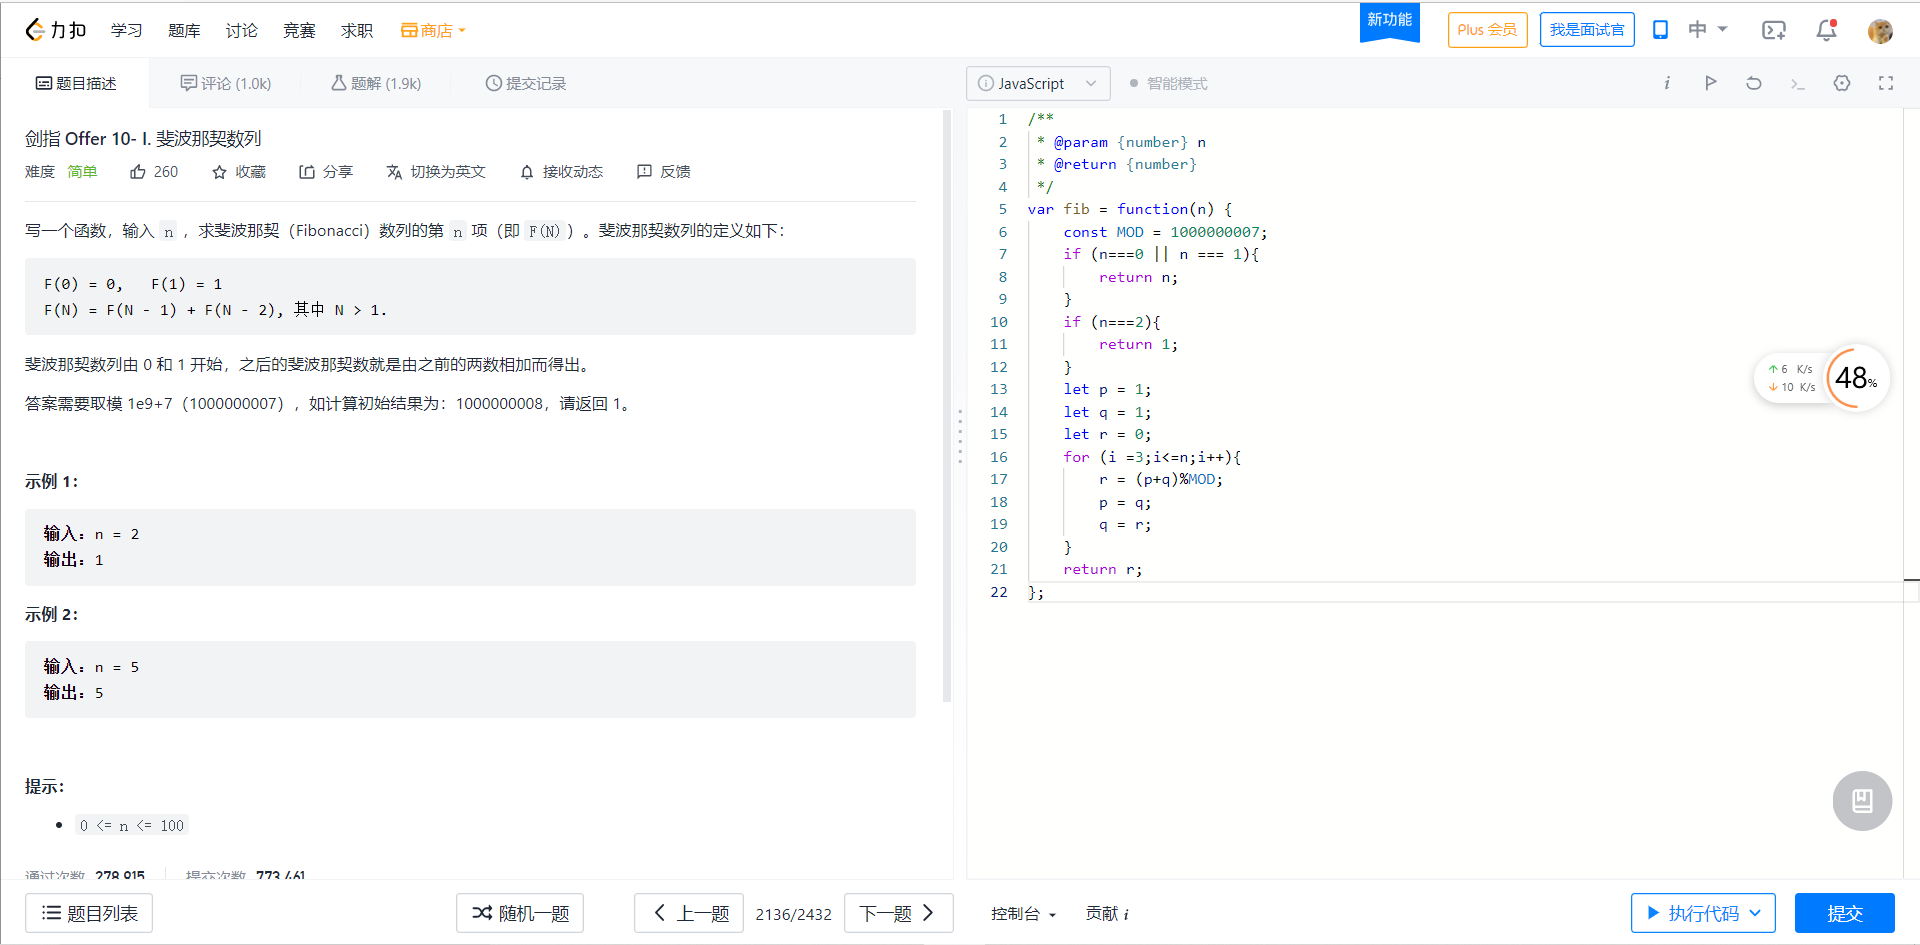 力扣 学习 题库 讨论 竞赛 求职 商店 新功能 Plus 会员 我是面试官 中
题目描述 评论 (1.0k) 题解 (1.9k) 提交记录
剑指 Offer 10- I. 斐波那契数列
难度 简单 260 收藏 分享 切换为英文 接收动态 反馈
写一个函数，输入 n ，求斐波那契（Fibonacci）数列的第 n 项（即 F(N)）。斐波那契数列的定义如下：
F(0) = 0,   F(1) = 1
F(N) = F(N - 1) + F(N - 2), 其中 N > 1.
斐波那契数列由 0 和 1 开始，之后的斐波那契数就是由之前的两数相加而得出。
答案需要取模 1e9+7（1000000007），如计算初始结果为：1000000008，请返回 1。
示例 1：
输入：n = 2
输出：1
示例 2：
输入：n = 5
输出：5
提示：
• 0 <= n <= 100
通过次数 278,915 提交次数 773,461
题目列表 随机一题 上一题 2136/2432 下一题
JavaScript 智能模式
1 /**
2  * @param {number} n
3  * @return {number}
4  */
5 var fib = function(n) {
6     const MOD = 1000000007;
7     if (n===0 || n === 1){
8         return n;
9     }
10     if (n===2){
11         return 1;
12     }
13     let p = 1;
14     let q = 1;
15     let r = 0;
16     for (i =3;i<=n;i++){
17         r = (p+q)%MOD;
18         p = q;
19         q = r;
20     }
21     return r;
22 };
↑ 6 K/s
↓ 10 K/s
48%
控制台 贡献 i 执行代码 提交